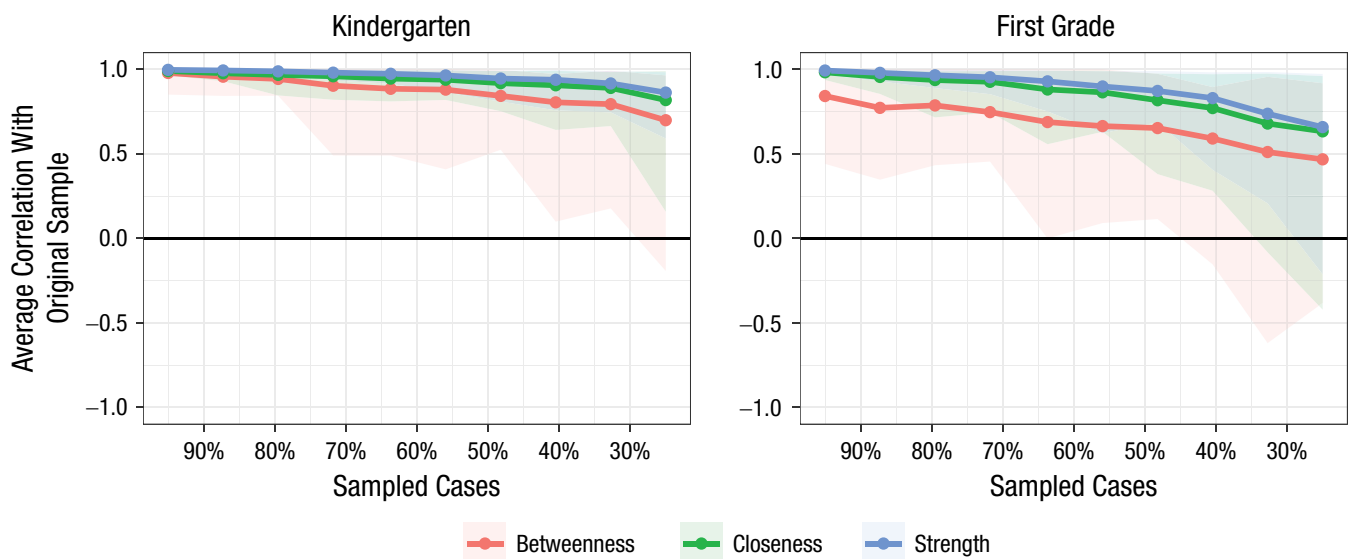 Kindergarten
First Grade
Average Correlation With
Original Sample
1.0
0.5
0.0
−0.5
−1.0
90% 80% 70% 60% 50% 40% 30%
Sampled Cases
1.0
0.5
0.0
−0.5
−1.0
90% 80% 70% 60% 50% 40% 30%
Sampled Cases
Betweenness Closeness Strength